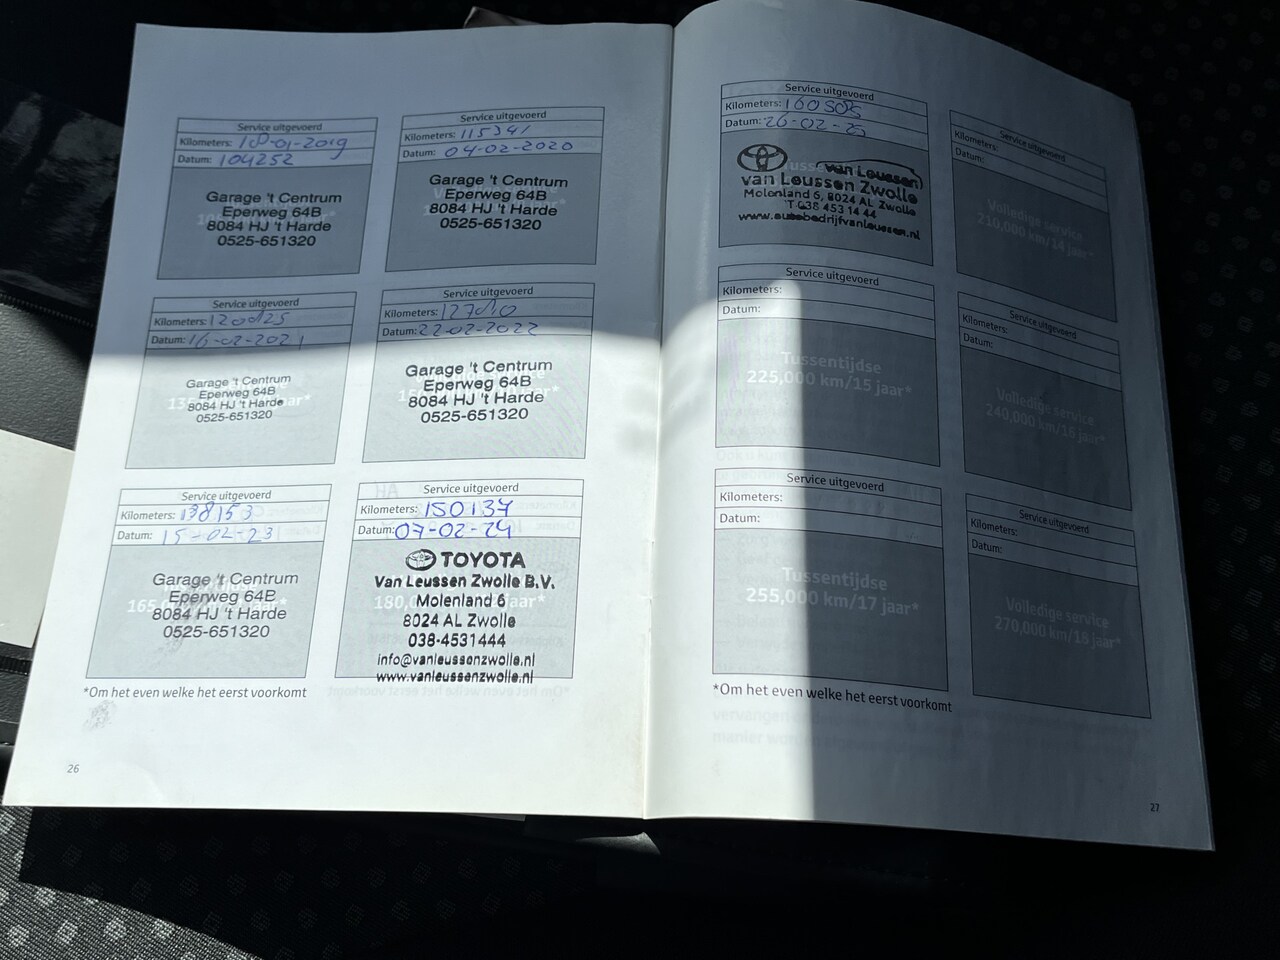 Service uitgevoerd
Kilometers: 18-01-2019
Datum: 104252
Garage 't Centrum
Eperweg 64B
8084 HJ 't Harde
0525-651320
Service uitgevoerd
Kilometers: 115341
Datum: 04-02-2020
Garage 't Centrum
Eperweg 64B
8084 HJ 't Harde
0525-651320
Service uitgevoerd
Kilometers: 120825
Datum: 16-02-2021
Garage 't Centrum
Eperweg 64B
8084 HJ 't Harde
0525-651320
Service uitgevoerd
Kilometers:
Datum: 22-02-2022
Garage 't Centrum
Eperweg 64B
8084 HJ 't Harde
0525-651320
Service uitgevoerd
Kilometers: 138153
Datum: 15-02-23
Garage 't Centrum
Eperweg 64B
8084 HJ 't Harde
0525-651320
Service uitgevoerd
Kilometers: 150137
Datum: 07-02-24
TOYOTA
Van Leussen Zwolle B.V.
Molenland 6
8024 AL Zwolle
038-4531444
info@vanleussenzwolle.nl
www.vanleussenzwolle.nl
*Om het even welke het eerst voorkomt
26
Service uitgevoerd
Kilometers: 160505
Datum: 26-02-25
van Leussen
van Leussen Zwolle
Molenland 6, 8024 AL Zwolle
T 038 453 14 44
www.autobedrijfvanleussen.nl
Service uitgevoerd
Kilometers:
Datum:
Volledige service
210,000 km/14 jaar*
Service uitgevoerd
Kilometers:
Datum:
Tussentijdse
225,000 km/15 jaar*
Service uitgevoerd
Kilometers:
Datum:
Volledige service
240,000 km/16 jaar*
Service uitgevoerd
Kilometers:
Datum:
Tussentijdse
255,000 km/17 jaar*
Service uitgevoerd
Kilometers:
Datum:
Volledige service
270,000 km/18 jaar*
*Om het even welke het eerst voorkomt
27